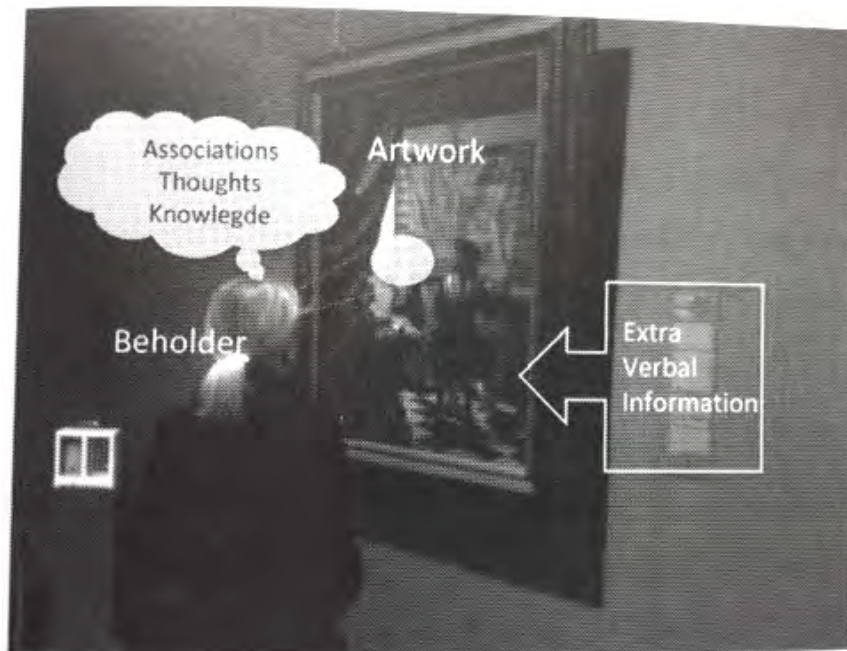 Associations
Thoughts
Knowlegde
Artwork
Beholder
Extra
Verbal
Information